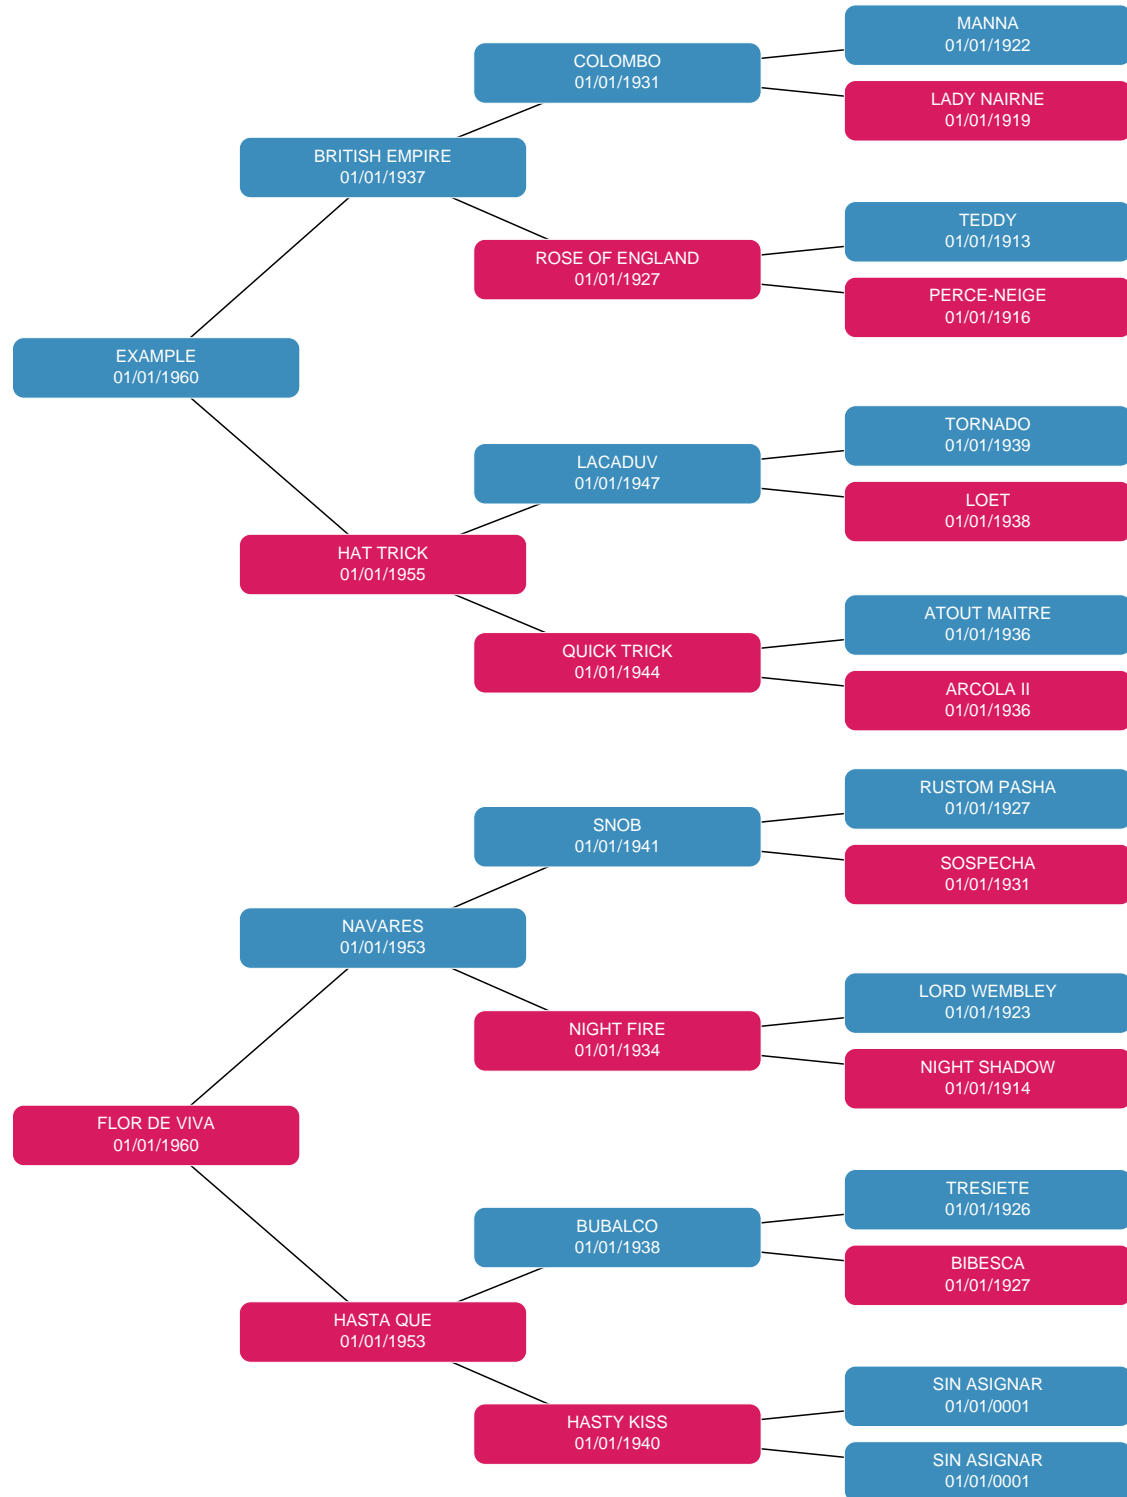 MANNA
01/01/1922
COLOMBO
01/01/1931
LADY NAIRNE
01/01/1919
BRITISH EMPIRE
01/01/1937
TEDDY
01/01/1913
ROSE OF ENGLAND
01/01/1927
PERCE-NEIGE
01/01/1916
EXAMPLE
01/01/1960
TORNADO
01/01/1939
LACADUV
01/01/1947
LOET
01/01/1938
HAT TRICK
01/01/1955
ATOUT MAITRE
01/01/1936
QUICK TRICK
01/01/1944
ARCOLA II
01/01/1936
RUSTOM PASHA
01/01/1927
SNOB
01/01/1941
SOSPECHA
01/01/1931
NAVARES
01/01/1953
LORD WEMBLEY
01/01/1923
NIGHT FIRE
01/01/1934
NIGHT SHADOW
01/01/1914
FLOR DE VIVA
01/01/1960
TRESIETE
01/01/1926
BUBALCO
01/01/1938
BIBESCA
01/01/1927
HASTA QUE
01/01/1953
SIN ASIGNAR
01/01/0001
HASTY KISS
01/01/1940
SIN ASIGNAR
01/01/0001